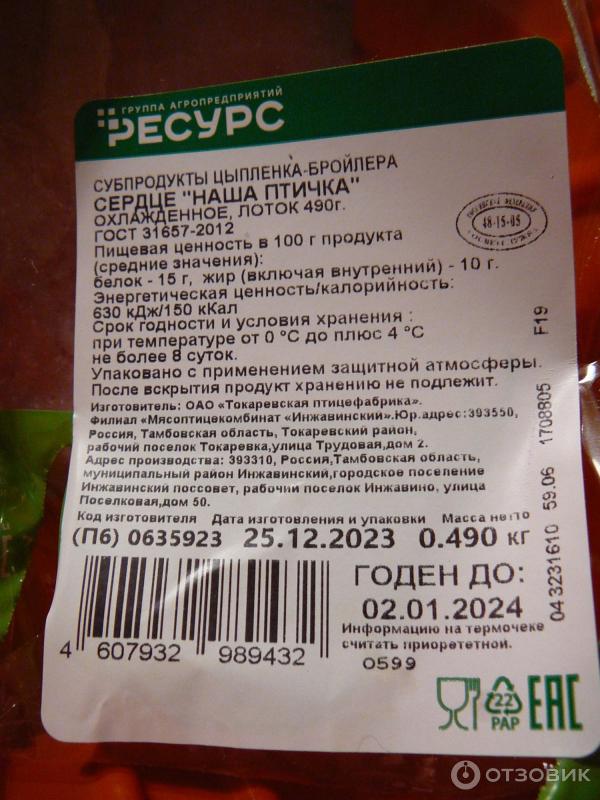 ГРУППА АГРОПРЕДПРИЯТИЙ
РЕСУРС
СУБПРОДУКТЫ ЦЫПЛЕНКА-БРОЙЛЕРА
СЕРДЦЕ "НАША ПТИЧКА"
ОХЛАЖДЕННОЕ, ЛОТОК 490г.
ГОСТ 31657-2012
Пищевая ценность в 100 г продукта
(средние значения):
белок - 15 г, жир (включая внутренний) - 10 г.
Энергетическая ценность/калорийность:
630 кДж/150 кКал
Срок годности и условия хранения :
при температуре от 0 °С до плюс 4 °С
не более 8 суток.
Упаковано с применением защитной атмосферы.
После вскрытия продукт хранению не подлежит.
Изготовитель: ОАО «Токаревская птицефабрика».
Филиал «Мясоптицекомбинат «Инжавинский».Юр.адрес:393550,
Россия, Тамбовская область, Токаревский район,
рабочий поселок Токаревка,улица Трудовая,дом 2.
Адрес производства: 393310, Россия,Тамбовская область,
муниципальный район Инжавинский,городское поселение
Инжавинский поссовет, рабочий поселок Инжавино, улица
Поселковая,дом 50.
Код изготовителя Дата изготовления и упаковки Масса нетто
(П6) 0635923 25.12.2023 0.490 кг
ГОДЕН ДО:
02.01.2024
Информацию на термочеке
считать приоретотной.
0599
4 607932 989432
48-15-05
04 3231610 59.06 1708805 F19
22
PAP
EAC
ОТЗОВИК